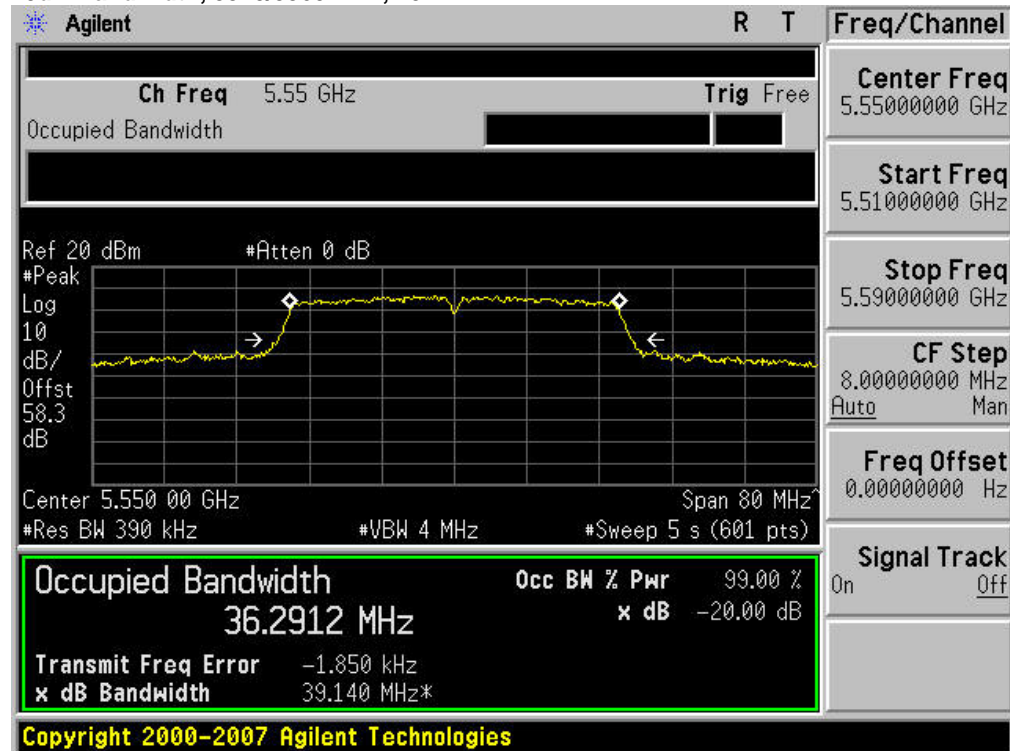 Agilent R T
Freq/Channel
Ch Freq 5.55 GHz Trig Free
Occupied Bandwidth
Center Freq
5.55000000 GHz
Start Freq
5.51000000 GHz
Stop Freq
5.59000000 GHz
CF Step
8.00000000 MHz
Auto Man
Freq Offset
0.00000000 Hz
Signal Track
On Off
Ref 20 dBm #Atten 0 dB
#Peak
Log
10
dB/
Offst
58.3
dB
Center 5.550 00 GHz Span 80 MHz^
#Res BW 390 kHz #VBW 4 MHz #Sweep 5 s (601 pts)
Occupied Bandwidth
36.2912 MHz
Occ BW % Pwr 99.00 %
x dB -20.00 dB
Transmit Freq Error -1.850 kHz
x dB Bandwidth 39.140 MHz*
Copyright 2000-2007 Agilent Technologies